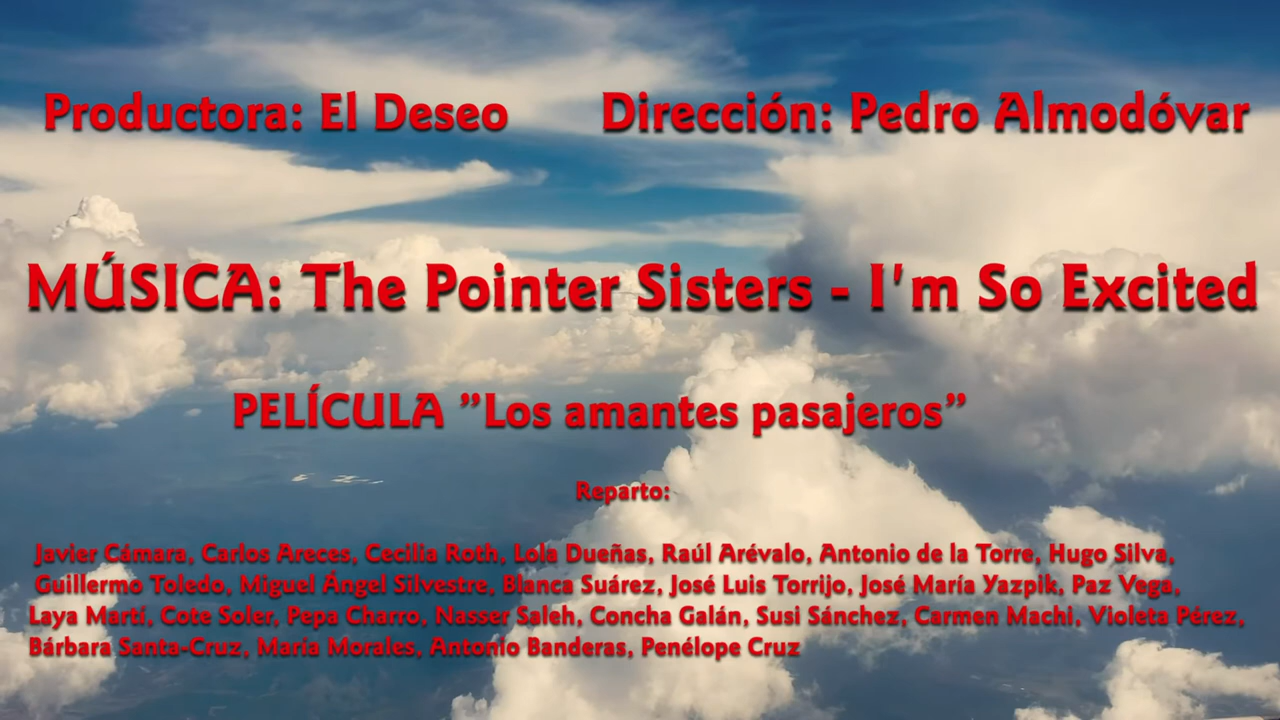 Productora: El Deseo Dirección: Pedro Almodóvar
MÚSICA: The Pointer Sisters - I'm So Excited
PELÍCULA ”Los amantes pasajeros”
Reparto:
Javier Cámara, Carlos Areces, Cecilia Roth, Lola Dueñas, Raúl Arévalo, Antonio de la Torre, Hugo Silva,
Guillermo Toledo, Miguel Ángel Silvestre, Blanca Suárez, José Luis Torrijo, José María Yazpik, Paz Vega,
Laya Martí, Cote Soler, Pepa Charro, Nasser Saleh, Concha Galán, Susi Sánchez, Carmen Machi, Violeta Pérez,
Bárbara Santa-Cruz, María Morales, Antonio Banderas, Penélope Cruz